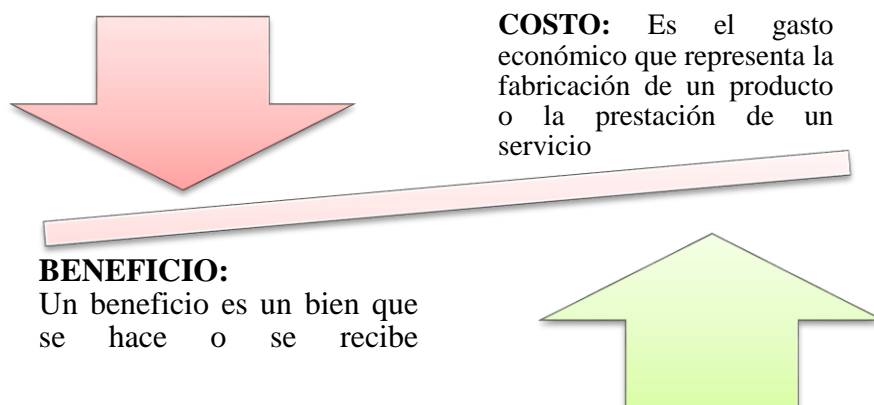 COSTO: Es el gasto
económico que representa la
fabricación de un producto
o la prestación de un
servicio
BENEFICIO:
Un beneficio es un bien que
se hace o se recibe